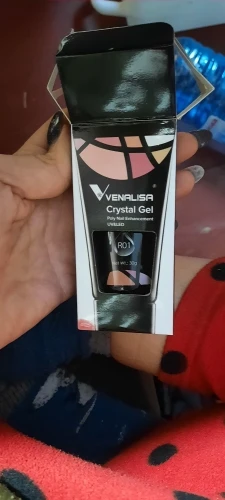 VENALISA®
Crystal Gel
Poly Nail Enhancement
UV/LED
R01